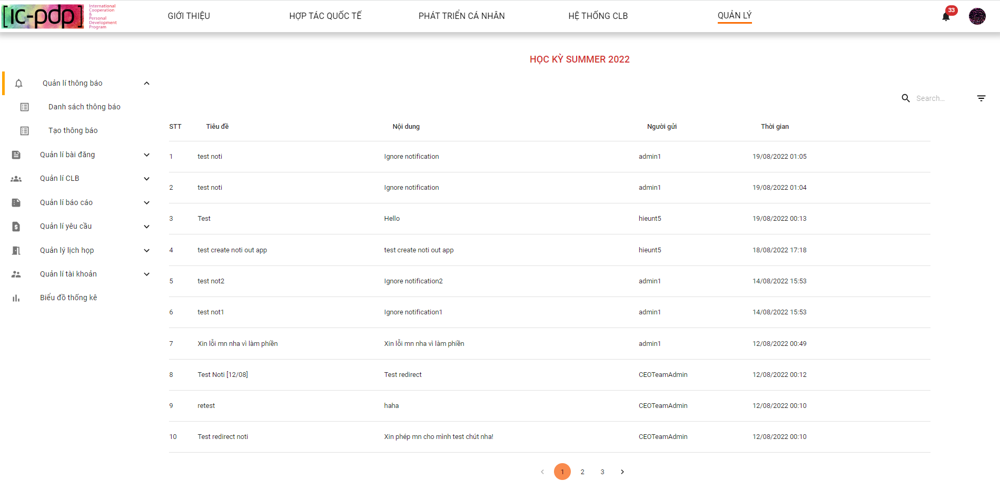 [ic-pdp]
International
Cooperation
&
Personal
Development
Program
GIỚI THIỆU
HỢP TÁC QUỐC TẾ
PHÁT TRIỂN CÁ NHÂN
HỆ THỐNG CLB
QUẢN LÝ
33
HỌC KỲ SUMMER 2022
Quản lí thông báo
Danh sách thông báo
Tạo thông báo
Quản lí bài đăng
Quản lí CLB
Quản lí báo cáo
Quản lí yêu cầu
Quản lý lịch họp
Quản lí tài khoản
Biểu đồ thống kê
Search...
STT Tiêu đề Nội dung Người gửi Thời gian
1 test noti Ignore notification admin1 19/08/2022 01:05
2 test noti Ignore notification admin1 19/08/2022 01:04
3 Test Hello hieunt5 19/08/2022 00:13
4 test create noti out app test create noti out app hieunt5 18/08/2022 17:18
5 test not2 Ignore notification2 admin1 14/08/2022 15:53
6 test not1 Ignore notification1 admin1 14/08/2022 15:53
7 Xin lỗi mn nha vì làm phiền Xin lỗi mn nha vì làm phiền admin1 12/08/2022 00:49
8 Test Noti [12/08] Test redirect CEOTeamAdmin 12/08/2022 00:12
9 retest haha CEOTeamAdmin 12/08/2022 00:10
10 Test redirect noti Xin phép mn cho mình test chút nha! CEOTeamAdmin 12/08/2022 00:10
1 2 3